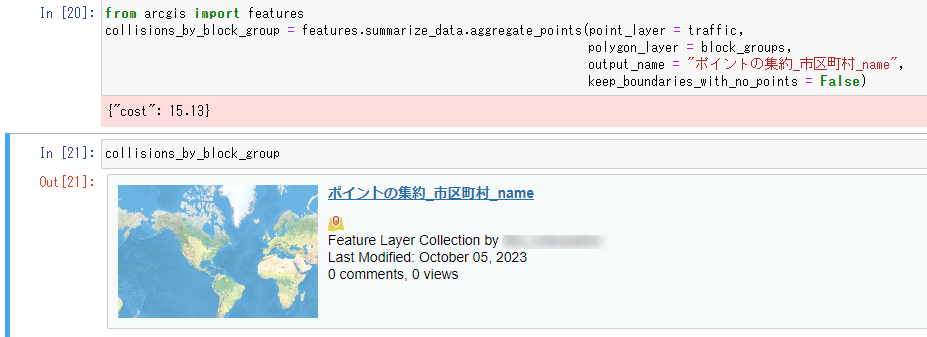 In [20]: from arcgis import features
collisions_by_block_group = features.summarize_data.aggregate_points(point_layer = traffic,
polygon_layer = block_groups,
output_name = "ポイントの集約_市区町村_name",
keep_boundaries_with_no_points = False)
{"cost": 15.13}
In [21]: collisions_by_block_group
Out[21]:
ポイントの集約_市区町村_name
Feature Layer Collection by
Last Modified: October 05, 2023
0 comments, 0 views